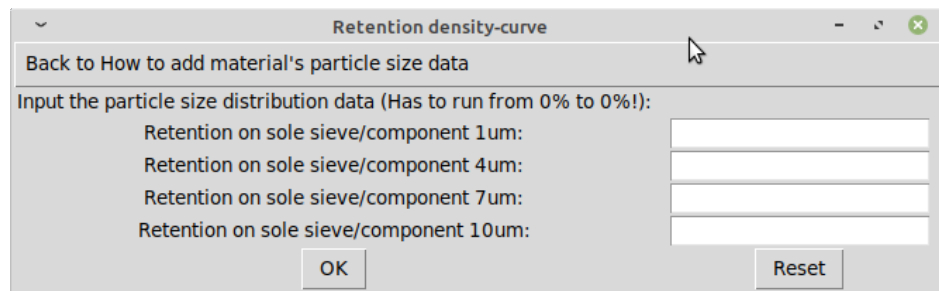 Retention density-curve
Back to How to add material's particle size data
Input the particle size distribution data (Has to run from 0% to 0%!):
Retention on sole sieve/component 1um:
Retention on sole sieve/component 4um:
Retention on sole sieve/component 7um:
Retention on sole sieve/component 10um:
OK Reset